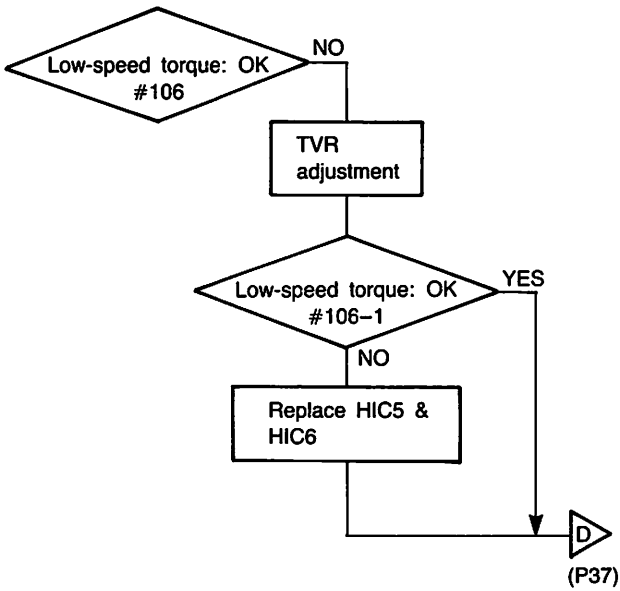 NO
Low-speed torque: OK
#106
TVR
adjustment
YES
Low-speed torque: OK
#106-1
NO
Replace HIC5 &
HIC6
D
(P37)